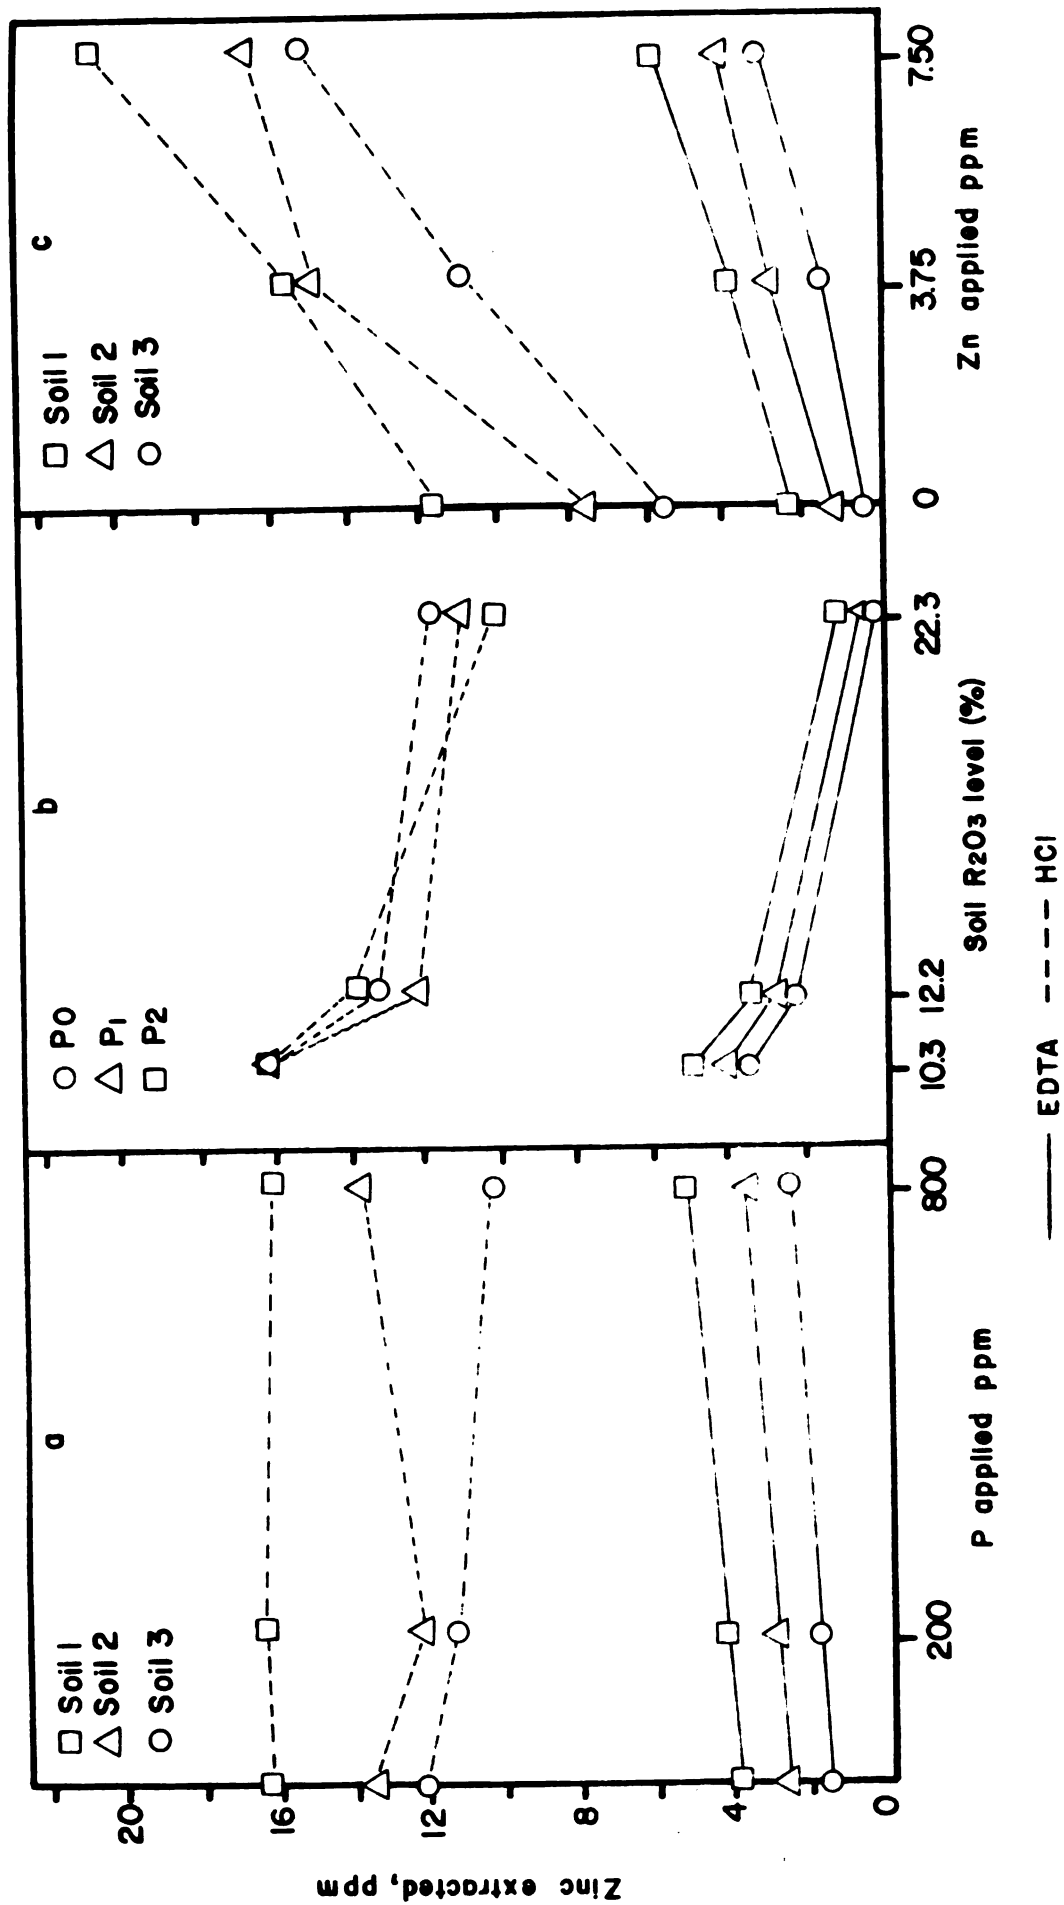 Zinc extracted, ppm
20
16
12
8
4
0
a
□ Soil 1
△ Soil 2
○ Soil 3
200
800
P applied ppm
b
○ P0
△ P1
□ P2
10.3
12.2
22.3
Soil R2O3 level (%)
c
□ Soil 1
△ Soil 2
○ Soil 3
0
3.75
7.50
Zn applied ppm
—— EDTA ---- HCl